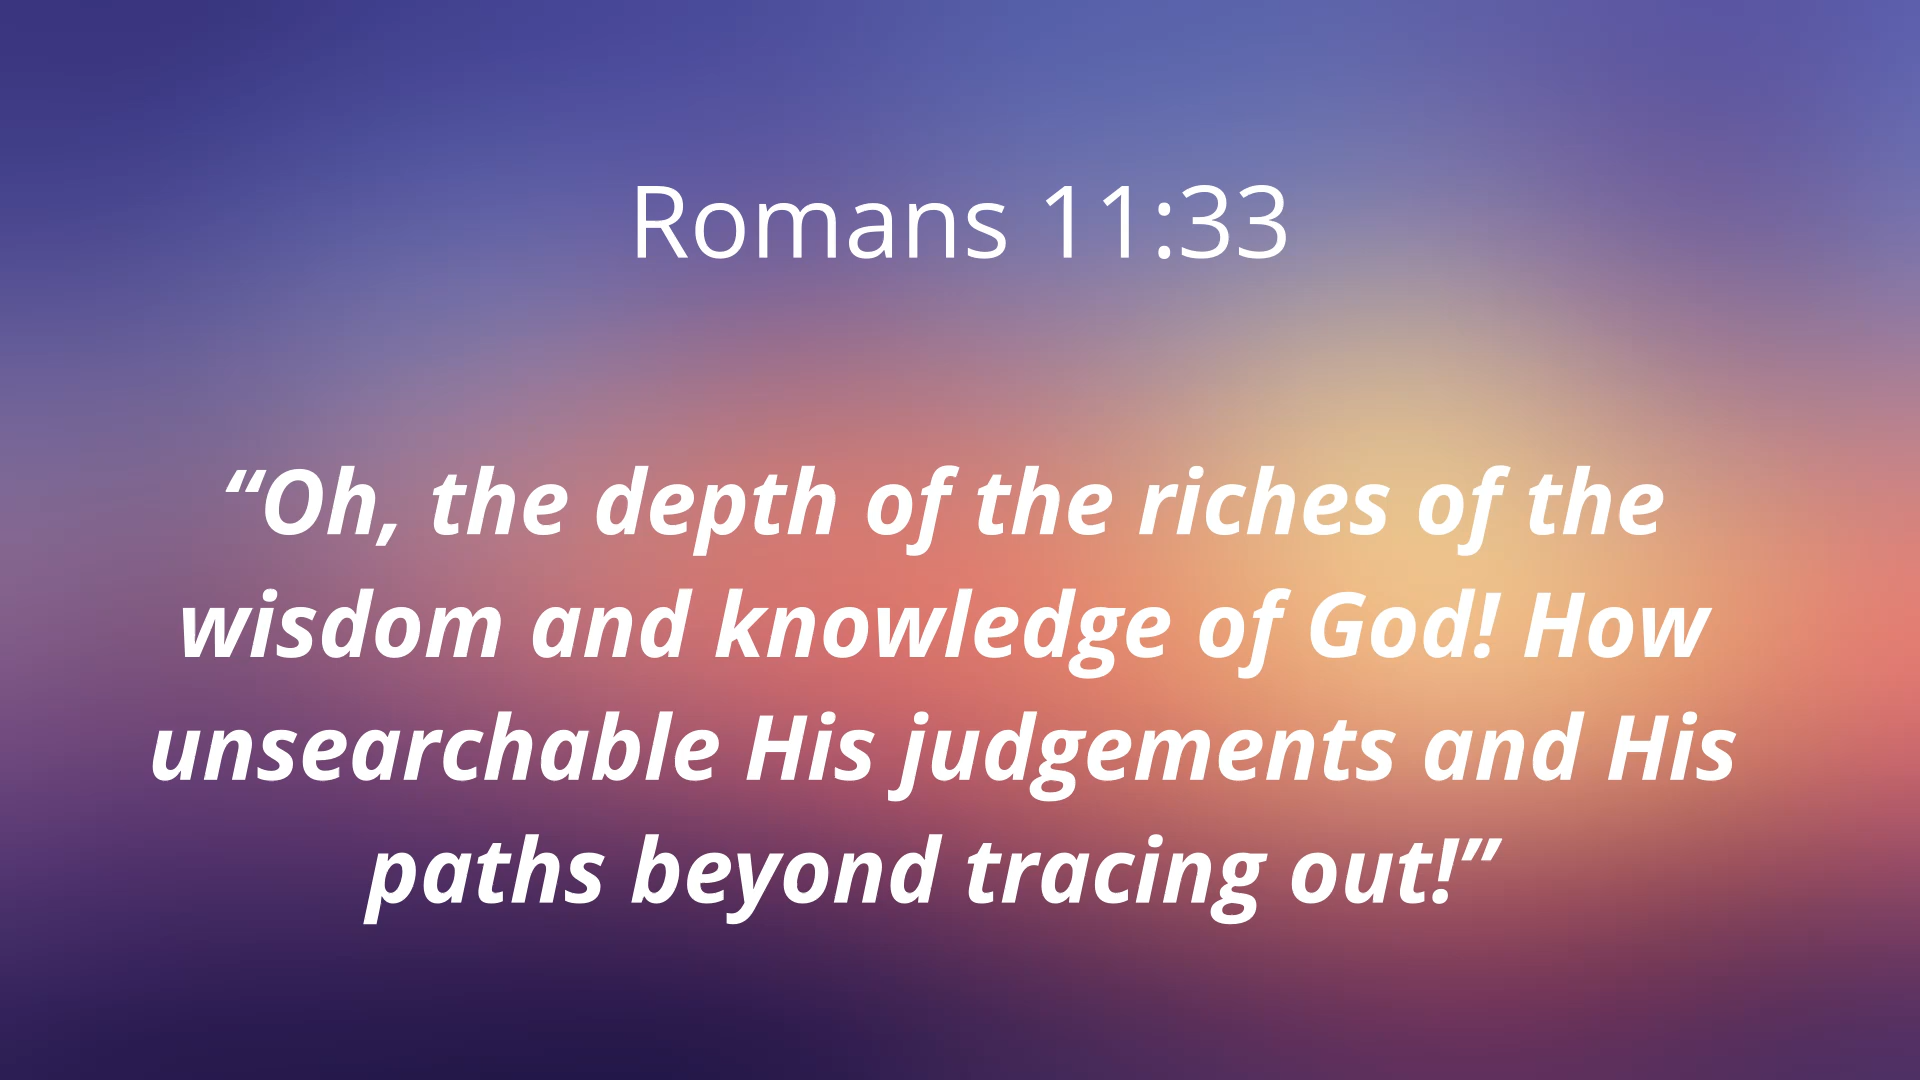 Romans 11:33
“Oh, the depth of the riches of the
wisdom and knowledge of God! How
unsearchable His judgements and His
paths beyond tracing out!”